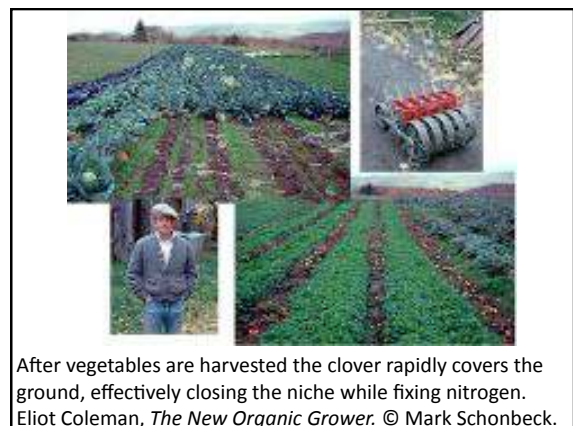 After vegetables are harvested the clover rapidly covers the
ground, effectively closing the niche while fixing nitrogen.
Eliot Coleman, The New Organic Grower. © Mark Schonbeck.